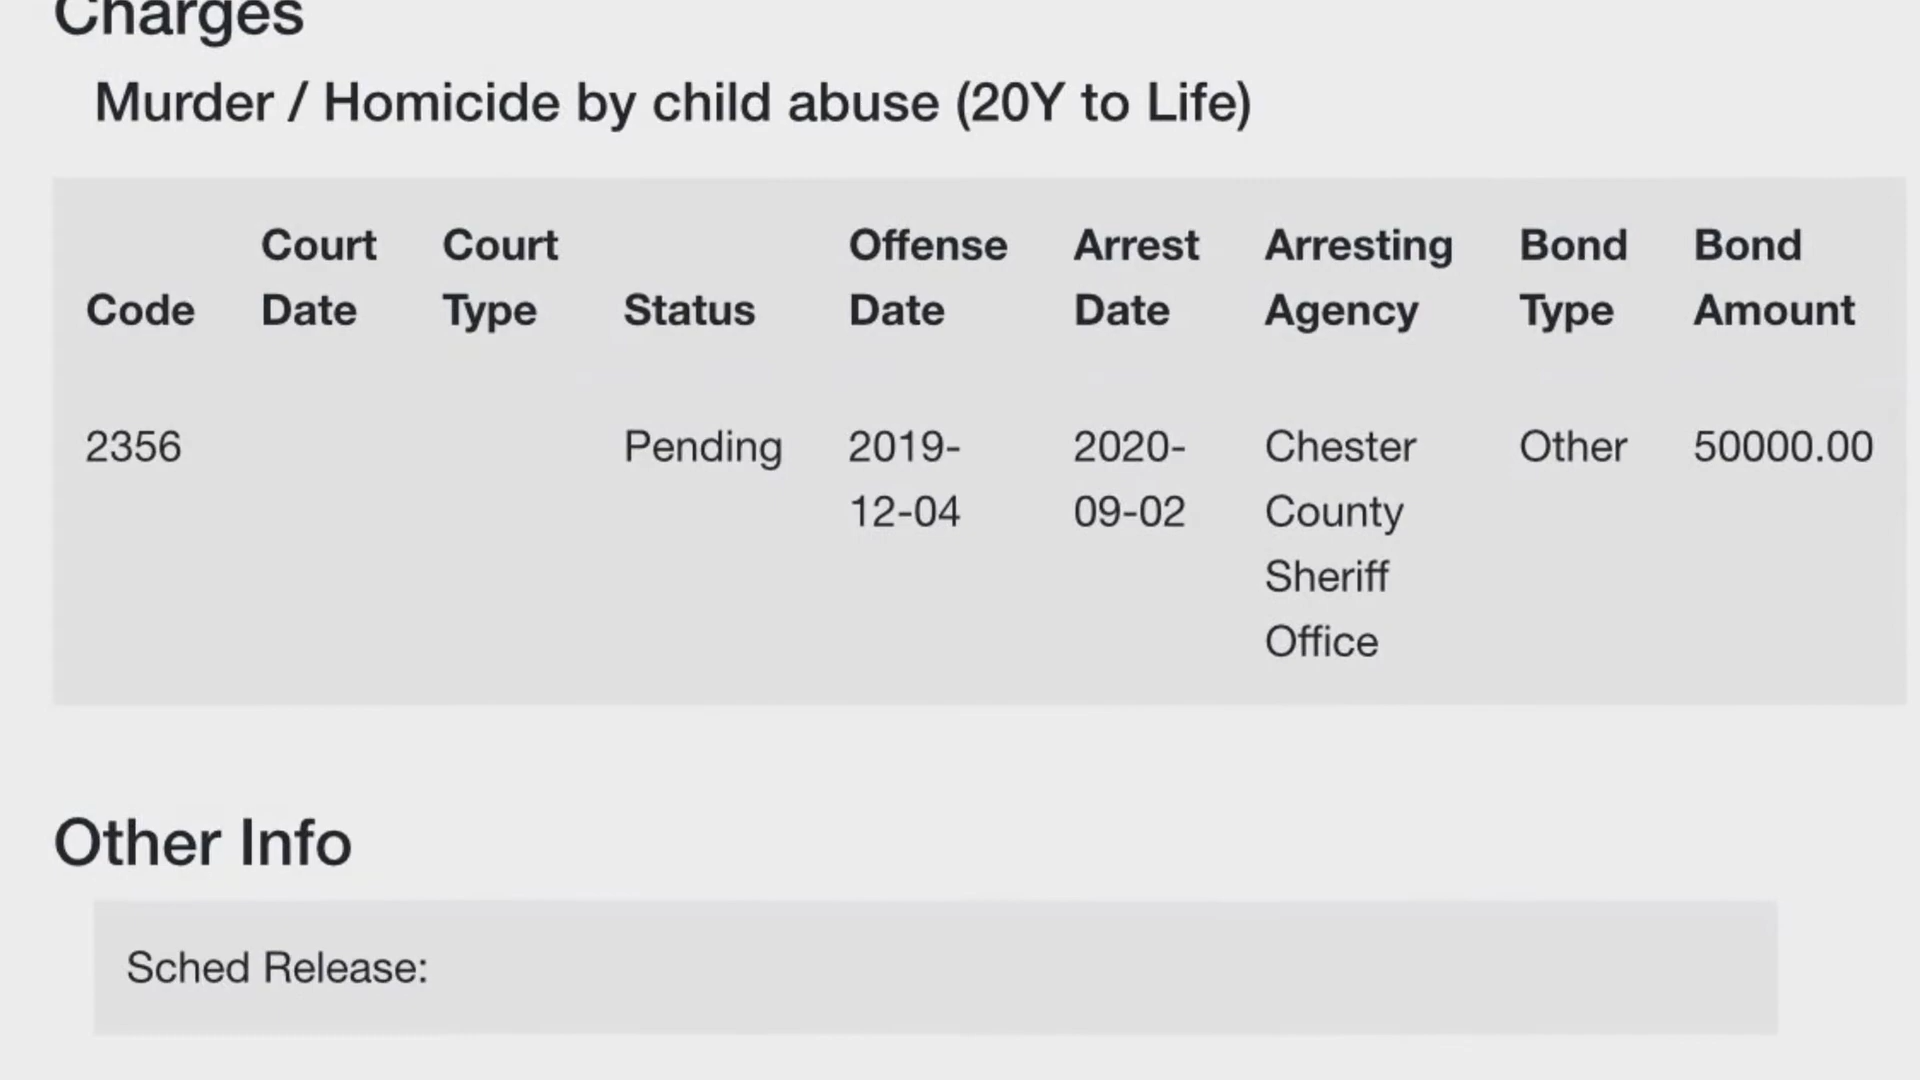 Charges
Murder / Homicide by child abuse (20Y to Life)
Court Court Offense Arrest Arresting Bond Bond
Code Date Type Status Date Date Agency Type Amount
2356 Pending 2019- 2020- Chester Other 50000.00
12-04 09-02 County
Sheriff
Office
Other Info
Sched Release: